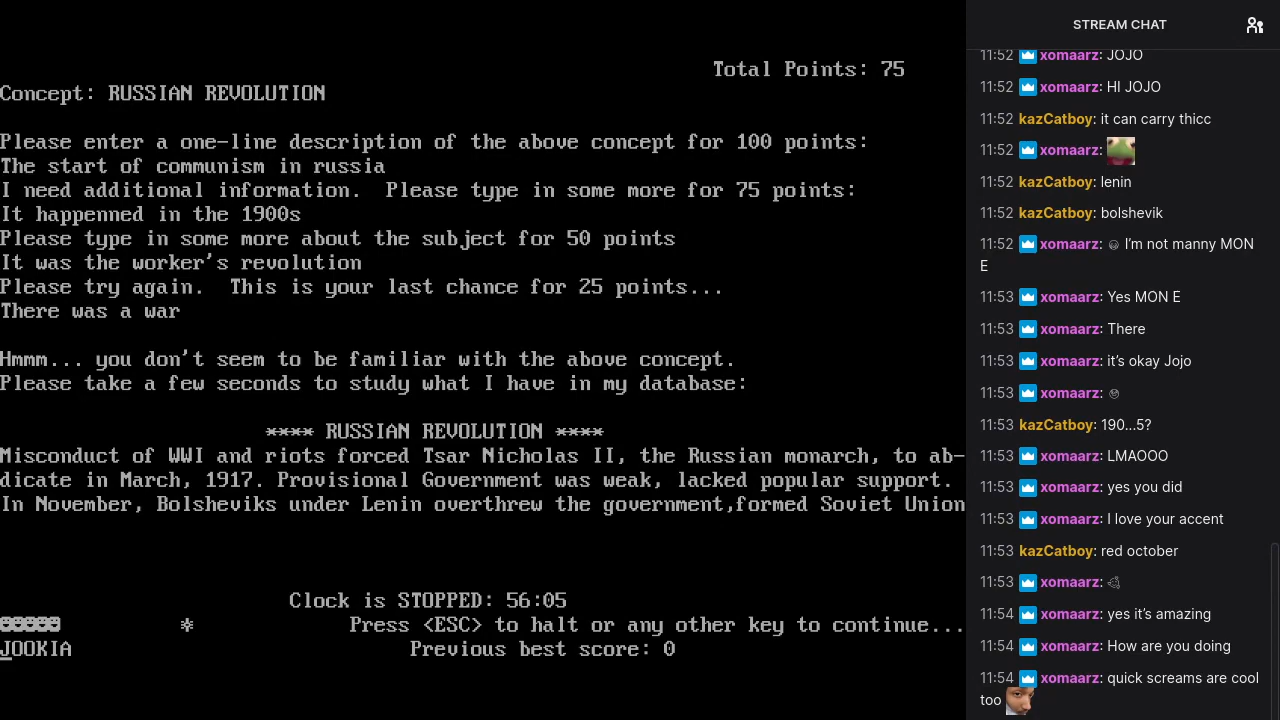 Total Points: 75
Concept: RUSSIAN REVOLUTION
Please enter a one-line description of the above concept for 100 points:
The start of communism in russia
I need additional information.  Please type in some more for 75 points:
It happenned in the 1900s
Please type in some more about the subject for 50 points
It was the worker's revolution
Please try again.  This is your last chance for 25 points...
There was a war
Hmmm... you don't seem to be familiar with the above concept.
Please take a few seconds to study what I have in my database:
**** RUSSIAN REVOLUTION ****
Misconduct of WWI and riots forced Tsar Nicholas II, the Russian monarch, to ab-
dicate in March, 1917. Provisional Government was weak, lacked popular support.
In November, Bolsheviks under Lenin overthrew the government,formed Soviet Union
Clock is STOPPED: 56:05
Press <ESC> to halt or any other key to continue...
JOOKIA Previous best score: 0
STREAM CHAT
11:52 xomaarz: JOJO
11:52 xomaarz: HI JOJO
11:52 kazCatboy: it can carry thicc
11:52 xomaarz:
11:52 kazCatboy: lenin
11:52 kazCatboy: bolshevik
11:52 xomaarz: 😀 I'm not manny MON
E
11:53 xomaarz: Yes MON E
11:53 xomaarz: There
11:53 xomaarz: it's okay Jojo
11:53 xomaarz:
11:53 kazCatboy: 190...5?
11:53 xomaarz: LMAOOO
11:53 xomaarz: yes you did
11:53 xomaarz: I love your accent
11:53 kazCatboy: red october
11:53 xomaarz:
11:54 xomaarz: yes it's amazing
11:54 xomaarz: How are you doing
11:54 xomaarz: quick screams are cool
too